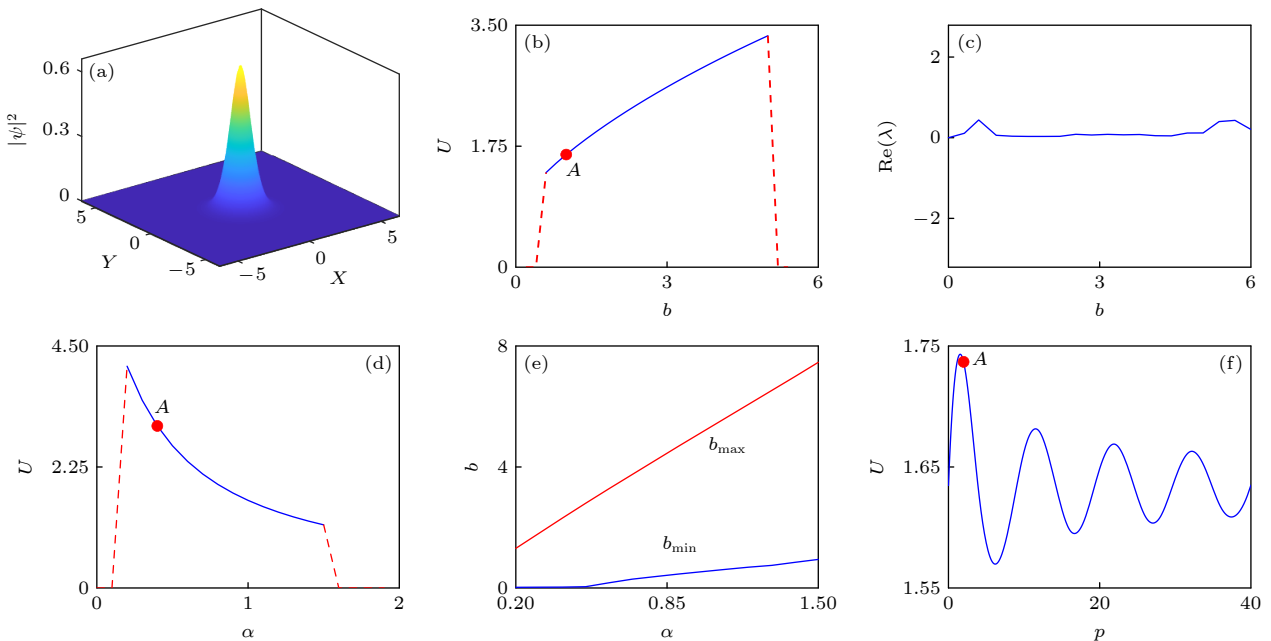 (a)
|ψ|²
0.6
0.3
0
5
0
−5
Y
−5
0
5
X
(b)
U
3.50
1.75
0
A
0
3
6
b
(c)
Re(λ)
2
0
−2
0
3
6
b
(d)
U
4.50
2.25
0
A
0
1
2
α
(e)
b
8
4
0
b_max
b_min
0.20
0.85
1.50
α
(f)
U
1.75
1.65
1.55
A
0
20
40
p